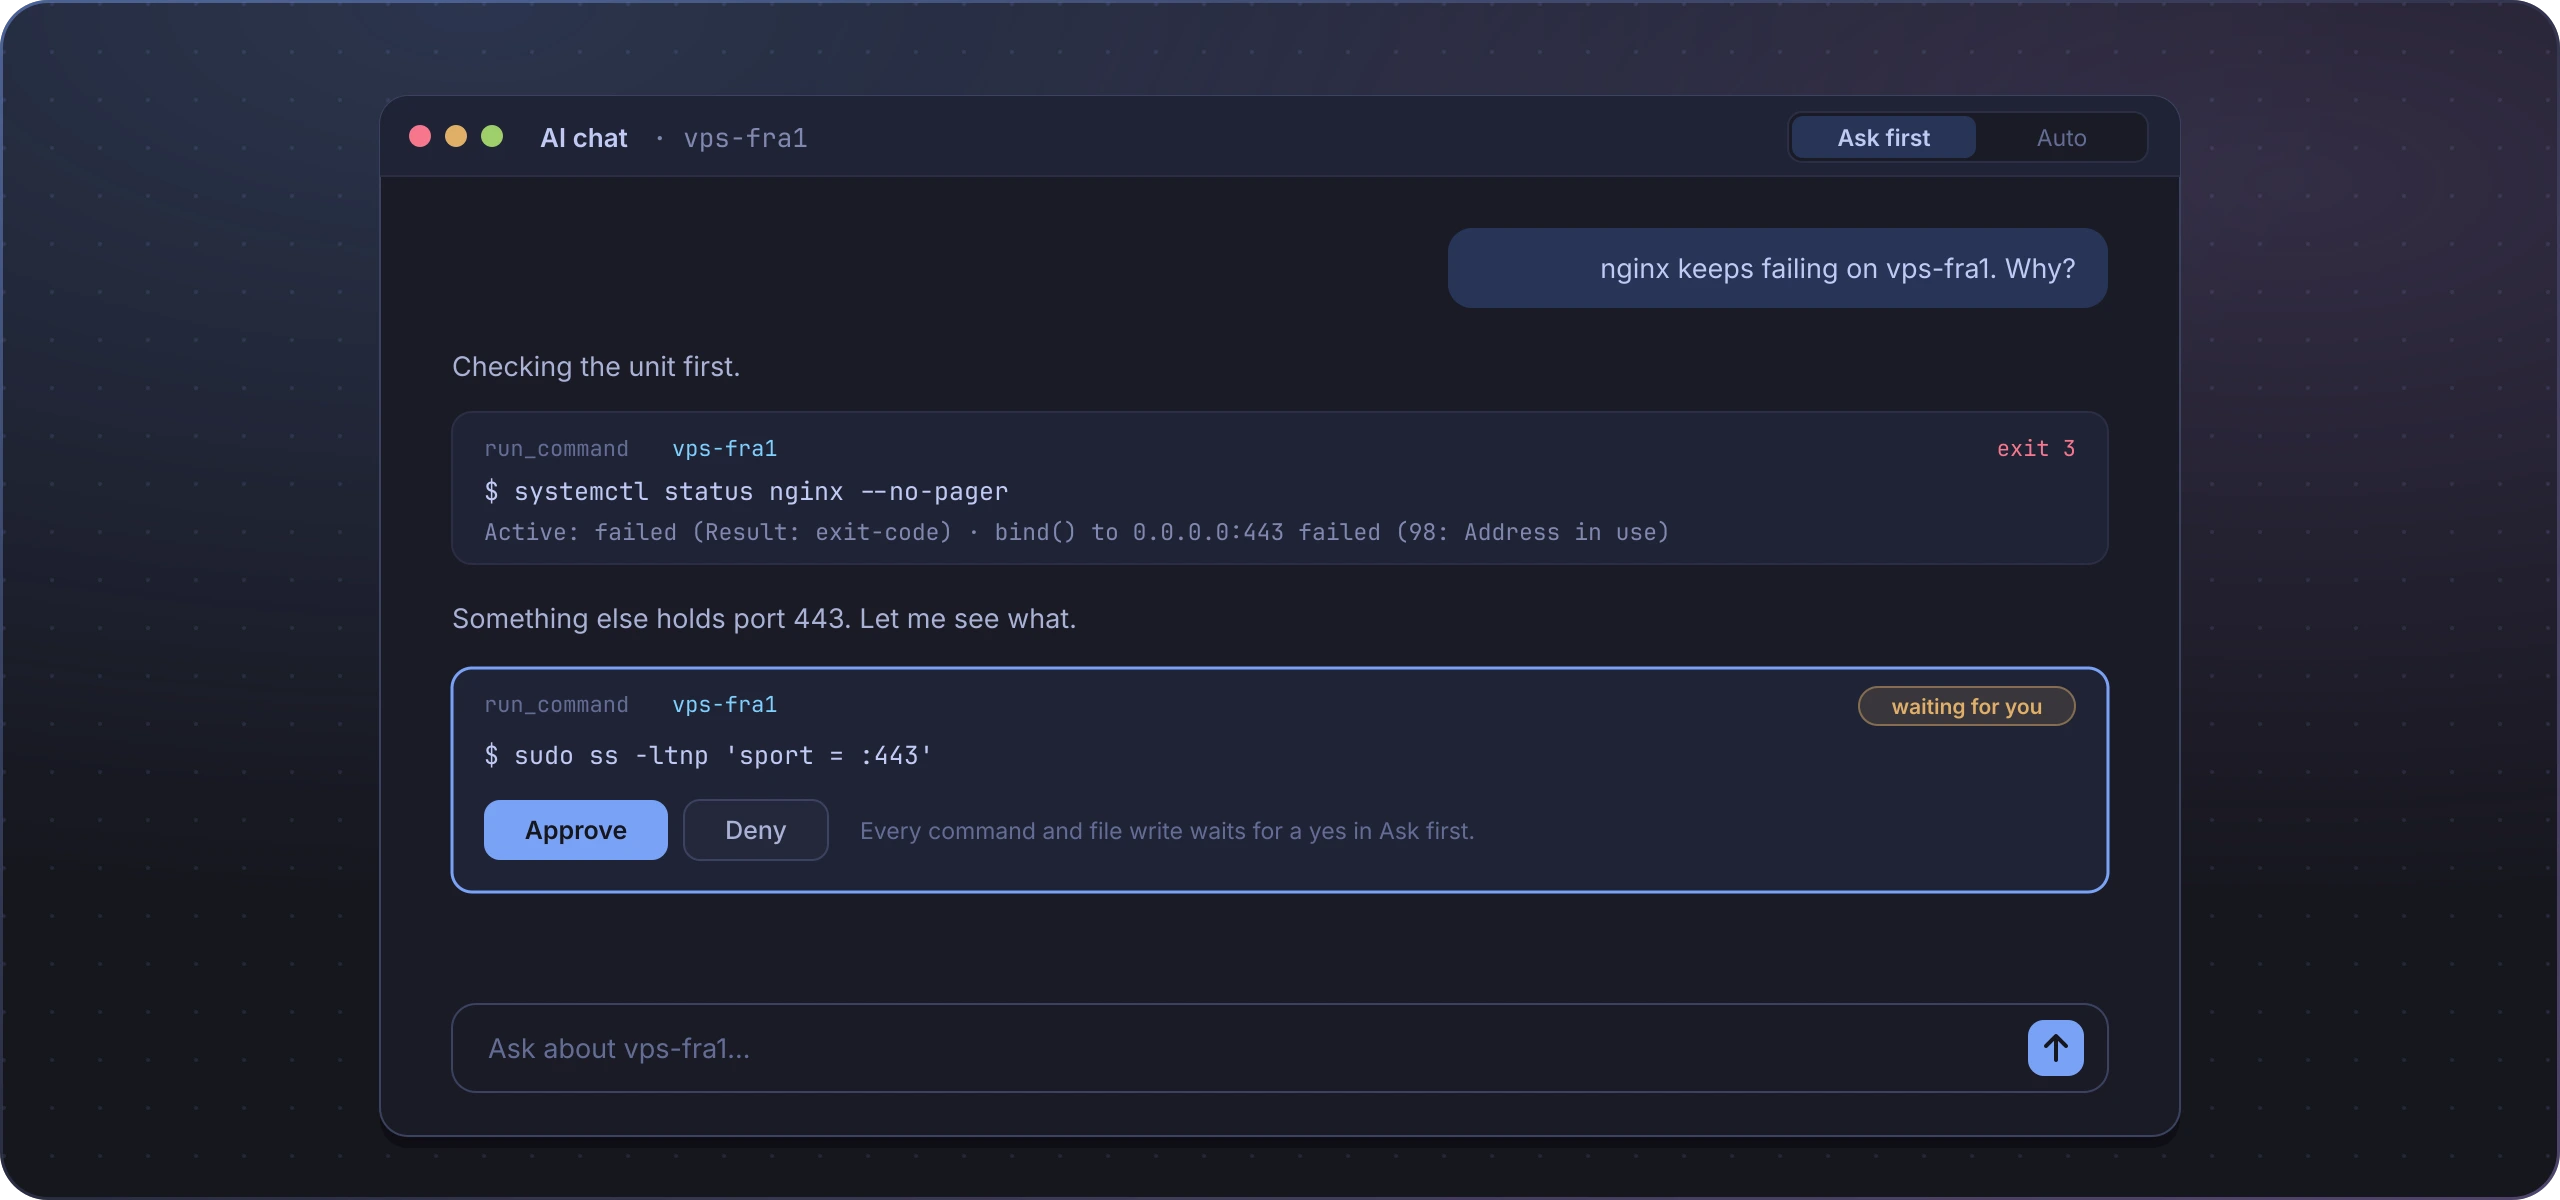 AI chat · vps-fra1
Ask first
Auto
nginx keeps failing on vps-fra1. Why?
Checking the unit first.
run_command vps-fra1
exit 3
$ systemctl status nginx --no-pager
Active: failed (Result: exit-code) · bind() to 0.0.0.0:443 failed (98: Address in use)
Something else holds port 443. Let me see what.
run_command vps-fra1
waiting for you
$ sudo ss -ltnp 'sport = :443'
Approve
Deny
Every command and file write waits for a yes in Ask first.
Ask about vps-fra1...